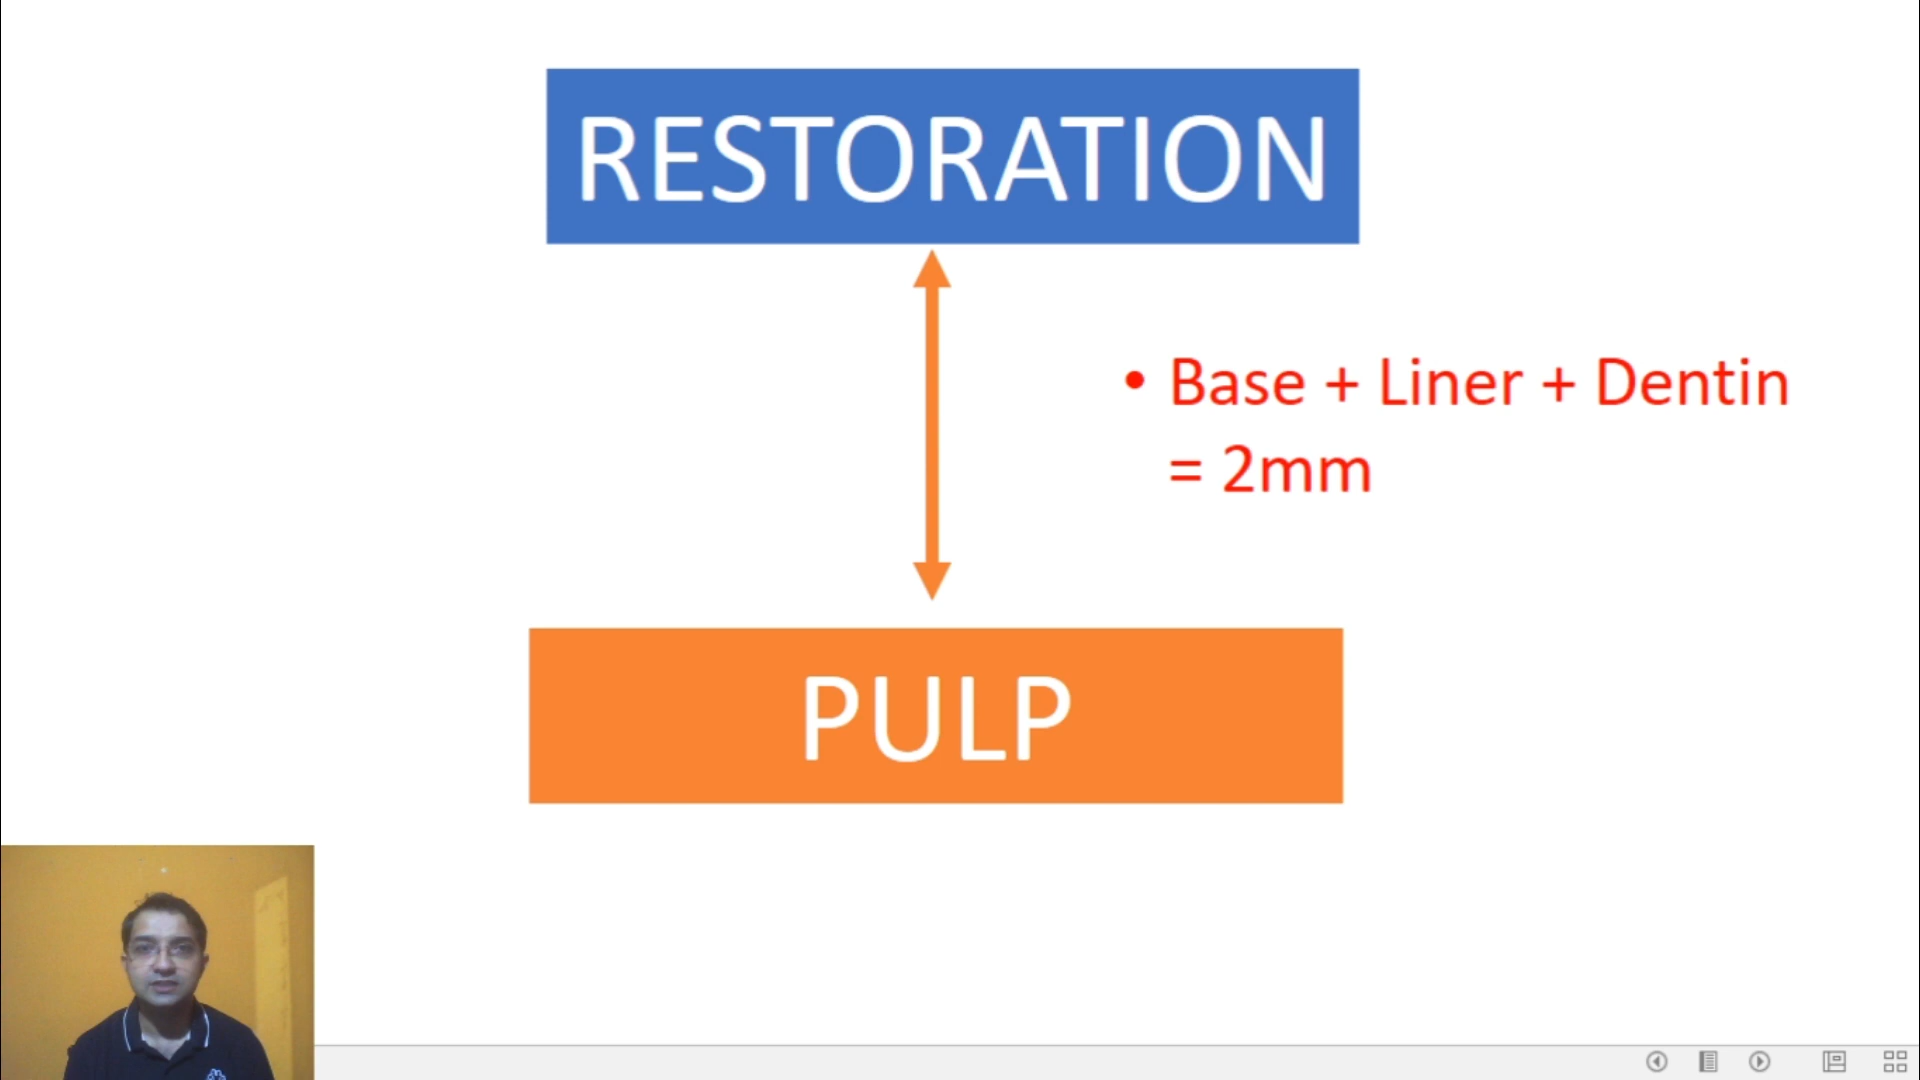 RESTORATION
• Base + Liner + Dentin
= 2mm
PULP